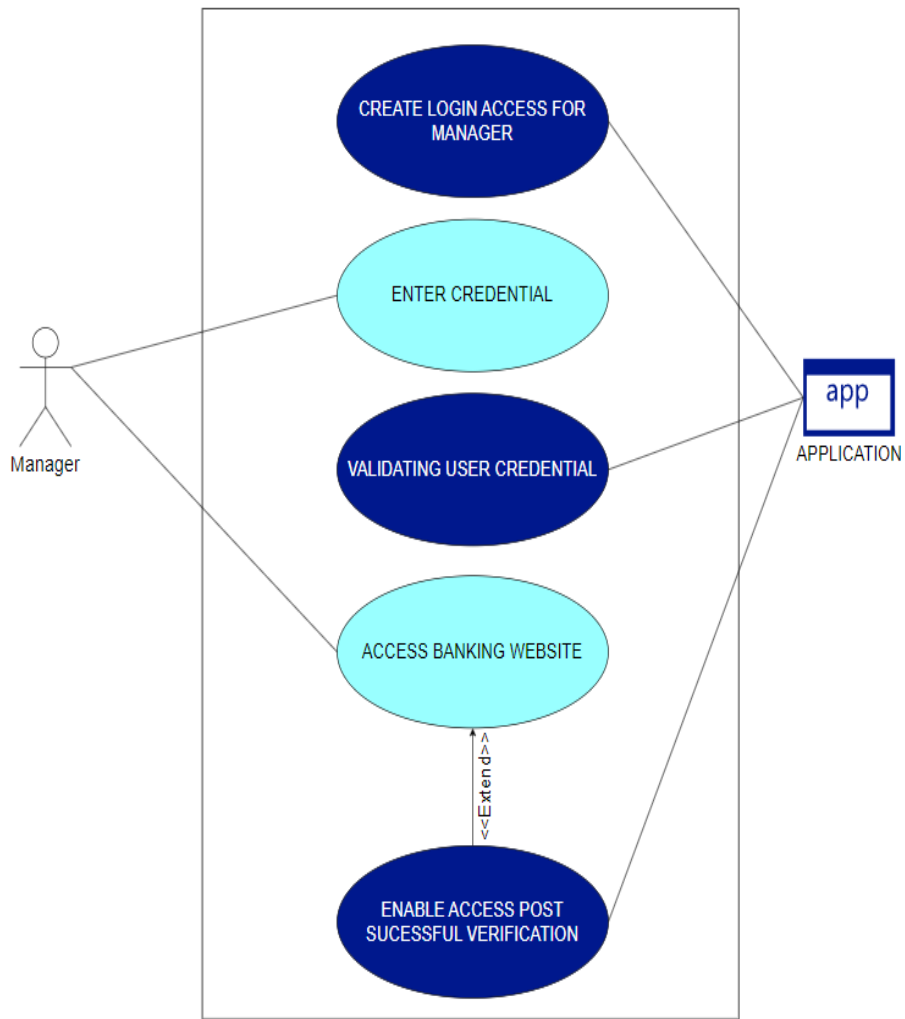 CREATE LOGIN ACCESS FOR
MANAGER
ENTER CREDENTIAL
Manager
app
APPLICATION
VALIDATING USER CREDENTIAL
ACCESS BANKING WEBSITE
<<Extend>>
ENABLE ACCESS POST
SUCESSFUL VERIFICATION